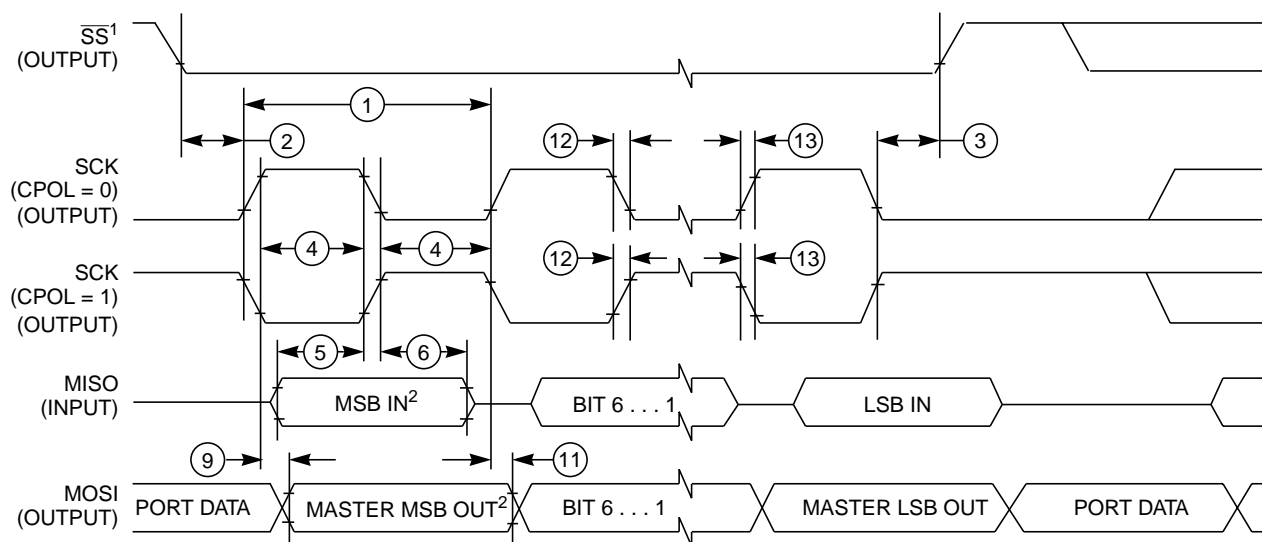 SS¹
(OUTPUT)
1
2
12
13
3
SCK
(CPOL = 0)
(OUTPUT)
4
4
SCK
(CPOL = 1)
(OUTPUT)
12
13
5
6
MISO
(INPUT)
MSB IN²
BIT 6 . . . 1
LSB IN
9
11
MOSI
(OUTPUT)
PORT DATA
MASTER MSB OUT²
BIT 6 . . . 1
MASTER LSB OUT
PORT DATA